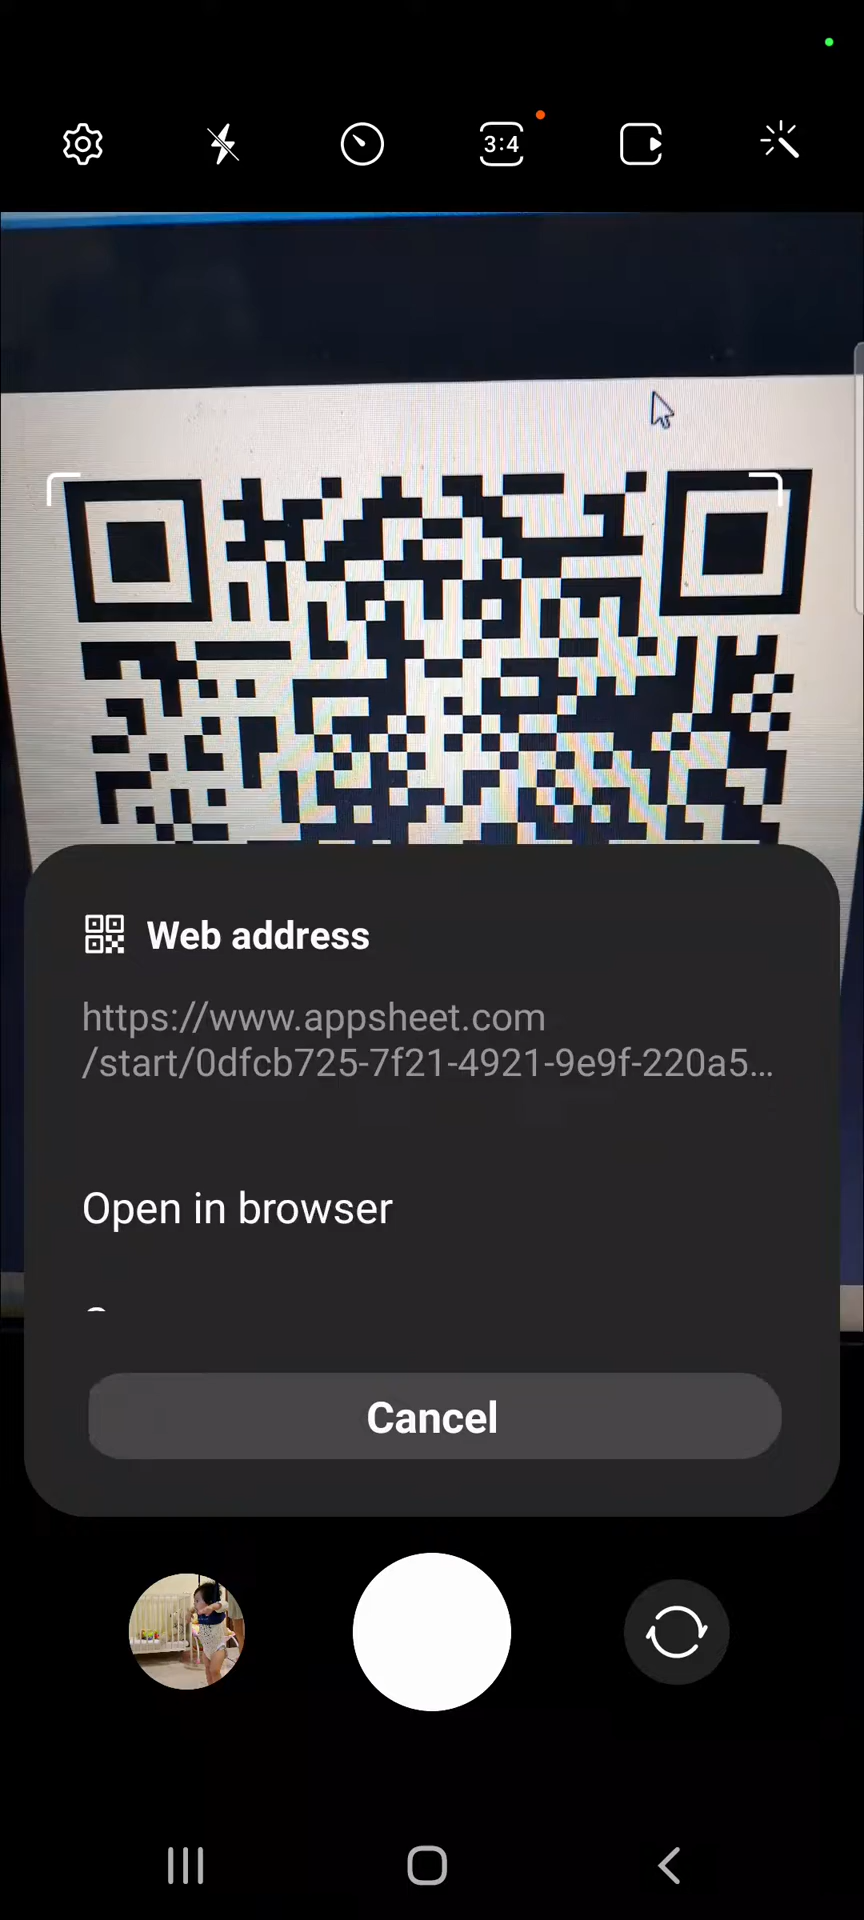 3:4
Web address
https://www.appsheet.com
/start/0dfcb725-7f21-4921-9e9f-220a5...
Open in browser
Cancel